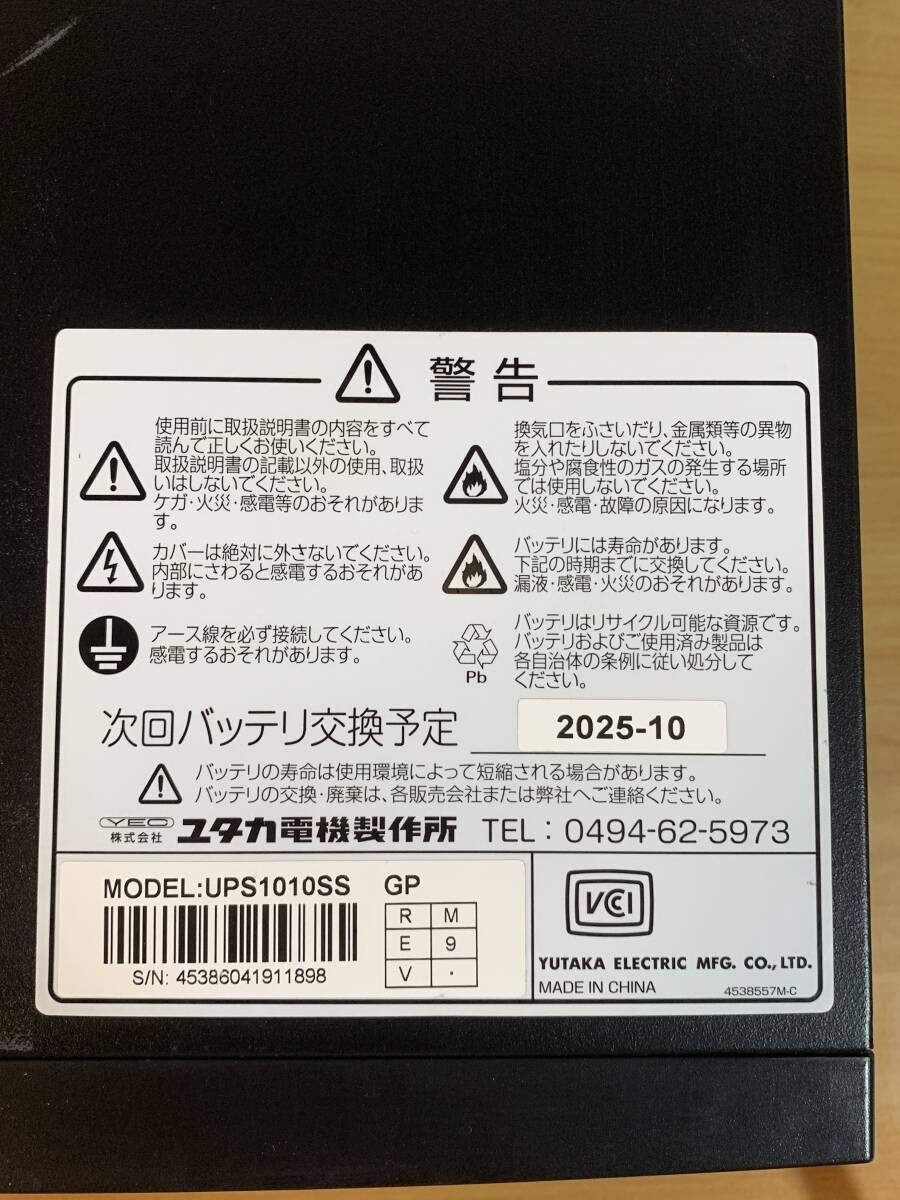 警告
使用前に取扱説明書の内容をすべて
読んで正しくお使いください。
取扱説明書の記載以外の使用、取扱
いはしないでください。
ケガ・火災・感電等のおそれがありま
す。
カバーは絶対に外さないでください。
内部にさわると感電するおそれがあ
ります。
アース線を必ず接続してください。
感電するおそれがあります。
換気口をふさいだり、金属類等の異物
を入れたりしないでください。
塩分や腐食性のガスの発生する場所
では使用しないでください。
火災・感電・故障の原因になります。
バッテリには寿命があります。
下記の時期までに交換してください。
漏液・感電・火災のおそれがあります。
Pb
バッテリはリサイクル可能な資源です。
バッテリおよびご使用済み製品は
各自治体の条例に従い処分して
ください。
次回バッテリ交換予定 2025-10
バッテリの寿命は使用環境によって短縮される場合があります。
バッテリの交換・廃棄は、各販売会社または弊社へご連絡ください。
YEC
株式会社 ユタカ電機製作所 TEL：0494-62-5973
MODEL:UPS1010SS GP
S/N: 45386041911898
R M
E 9
V ・
VCI
YUTAKA ELECTRIC MFG. CO., LTD.
MADE IN CHINA 4538557M-C